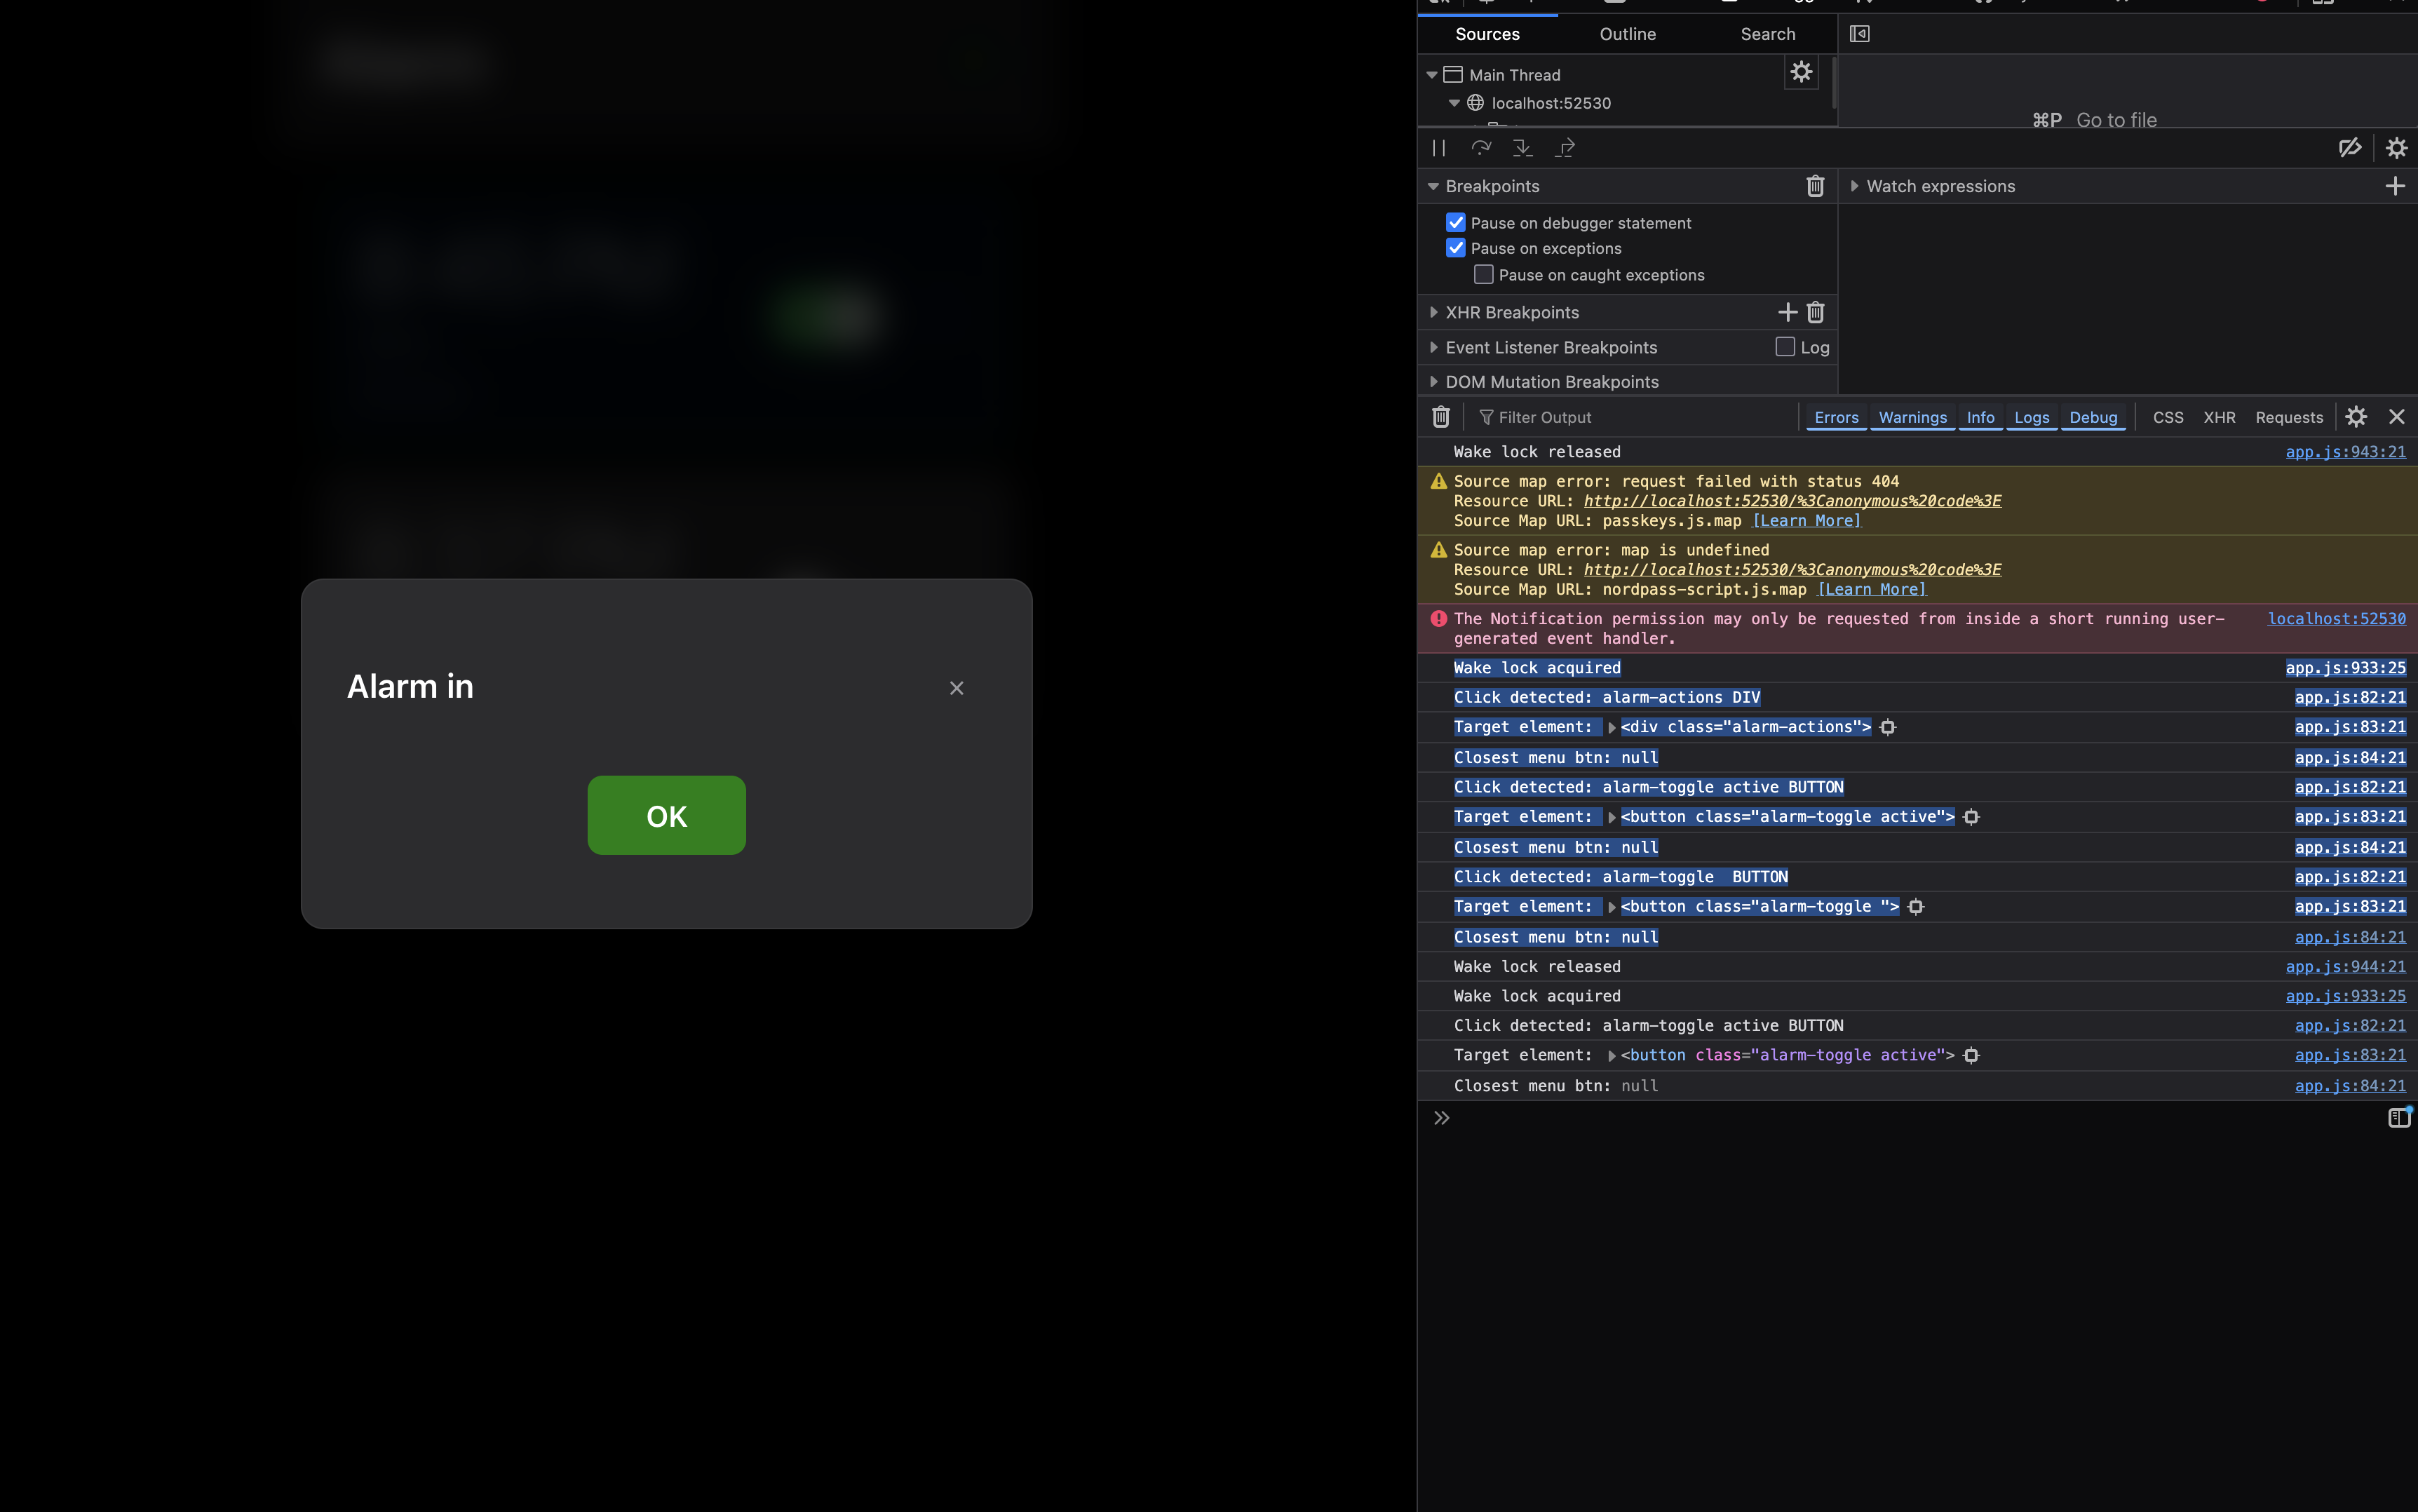 Alarm in
×
OK
Sources Outline Search
Main Thread
localhost:52530
⌘P Go to file
Breakpoints
Watch expressions
Pause on debugger statement
Pause on exceptions
Pause on caught exceptions
XHR Breakpoints
Event Listener Breakpoints Log
DOM Mutation Breakpoints
Filter Output Errors Warnings Info Logs Debug CSS XHR Requests
Wake lock released app.js:943:21
Source map error: request failed with status 404
Resource URL: http://localhost:52530/%3Canonymous%20code%3E
Source Map URL: passkeys.js.map [Learn More]
Source map error: map is undefined
Resource URL: http://localhost:52530/%3Canonymous%20code%3E
Source Map URL: nordpass-script.js.map [Learn More]
The Notification permission may only be requested from inside a short running user- localhost:52530
generated event handler.
Wake lock acquired app.js:933:25
Click detected: alarm-actions DIV app.js:82:21
Target element: <div class="alarm-actions"> app.js:83:21
Closest menu btn: null app.js:84:21
Click detected: alarm-toggle active BUTTON app.js:82:21
Target element: <button class="alarm-toggle active"> app.js:83:21
Closest menu btn: null app.js:84:21
Click detected: alarm-toggle  BUTTON app.js:82:21
Target element: <button class="alarm-toggle "> app.js:83:21
Closest menu btn: null app.js:84:21
Wake lock released app.js:944:21
Wake lock acquired app.js:933:25
Click detected: alarm-toggle active BUTTON app.js:82:21
Target element: <button class="alarm-toggle active"> app.js:83:21
Closest menu btn: null app.js:84:21